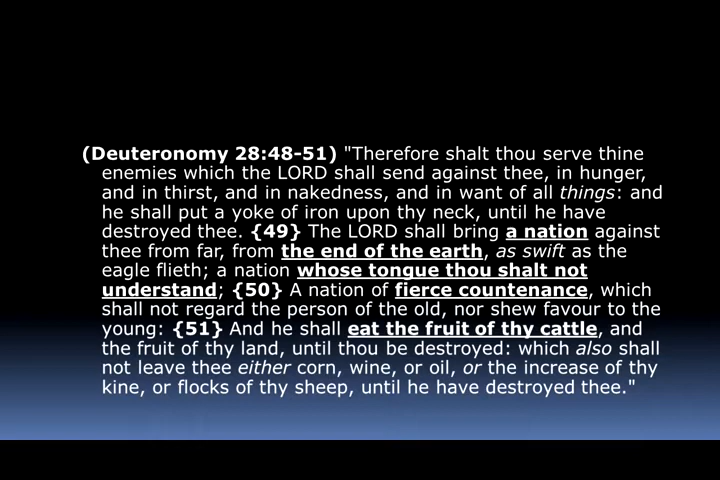 (Deuteronomy 28:48-51) "Therefore shalt thou serve thine
enemies which the LORD shall send against thee, in hunger,
and in thirst, and in nakedness, and in want of all things: and
he shall put a yoke of iron upon thy neck, until he have
destroyed thee. {49} The LORD shall bring a nation against
thee from far, from the end of the earth, as swift as the
eagle flieth; a nation whose tongue thou shalt not
understand; {50} A nation of fierce countenance, which
shall not regard the person of the old, nor shew favour to the
young: {51} And he shall eat the fruit of thy cattle, and
the fruit of thy land, until thou be destroyed: which also shall
not leave thee either corn, wine, or oil, or the increase of thy
kine, or flocks of thy sheep, until he have destroyed thee."